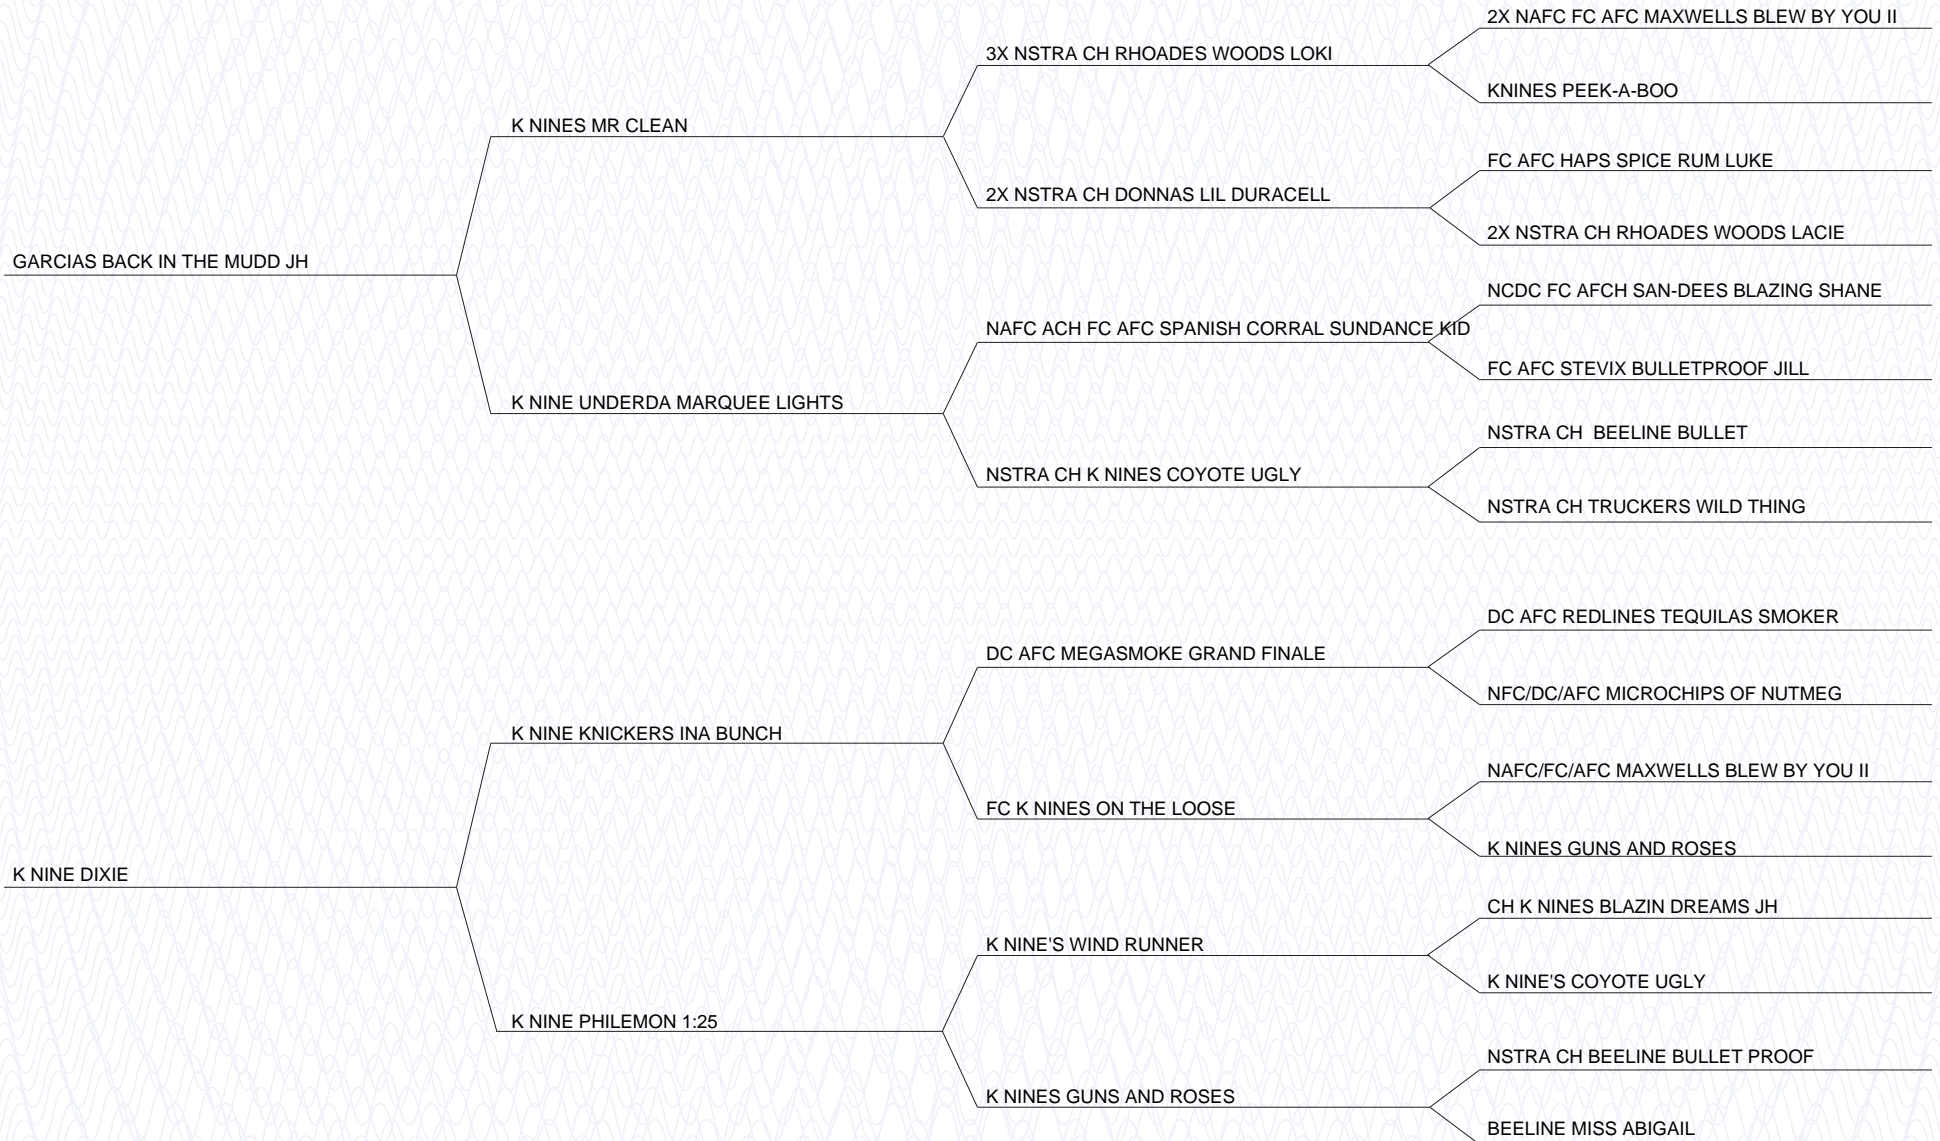 2X NAFC FC AFC MAXWELLS BLEW BY YOU II
3X NSTRA CH RHOADES WOODS LOKI
KNINES PEEK-A-BOO
K NINES MR CLEAN
FC AFC HAPS SPICE RUM LUKE
2X NSTRA CH DONNAS LIL DURACELL
2X NSTRA CH RHOADES WOODS LACIE
GARCIAS BACK IN THE MUDD JH
NCDC FC AFCH SAN-DEES BLAZING SHANE
NAFC ACH FC AFC SPANISH CORRAL SUNDANCE KID
FC AFC STEVIX BULLETPROOF JILL
K NINE UNDERDA MARQUEE LIGHTS
NSTRA CH  BEELINE BULLET
NSTRA CH K NINES COYOTE UGLY
NSTRA CH TRUCKERS WILD THING
DC AFC REDLINES TEQUILAS SMOKER
DC AFC MEGASMOKE GRAND FINALE
NFC/DC/AFC MICROCHIPS OF NUTMEG
K NINE KNICKERS INA BUNCH
NAFC/FC/AFC MAXWELLS BLEW BY YOU II
FC K NINES ON THE LOOSE
K NINES GUNS AND ROSES
K NINE DIXIE
CH K NINES BLAZIN DREAMS JH
K NINE'S WIND RUNNER
K NINE'S COYOTE UGLY
K NINE PHILEMON 1:25
NSTRA CH BEELINE BULLET PROOF
K NINES GUNS AND ROSES
BEELINE MISS ABIGAIL